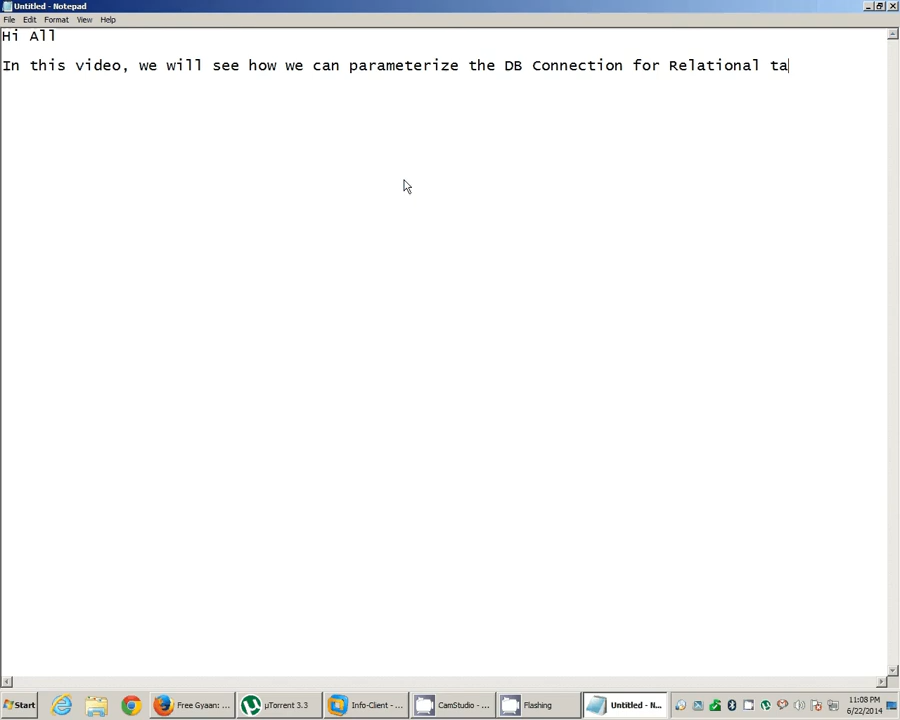 Untitled - Notepad
File Edit Format View Help
Hi All
In this video, we will see how we can parameterize the DB Connection for Relational ta
Start
Free Gyaan: ...
µTorrent 3.3
Info-Client - ...
CamStudio - ...
Flashing
Untitled - N...
11:08 PM
6/22/2014